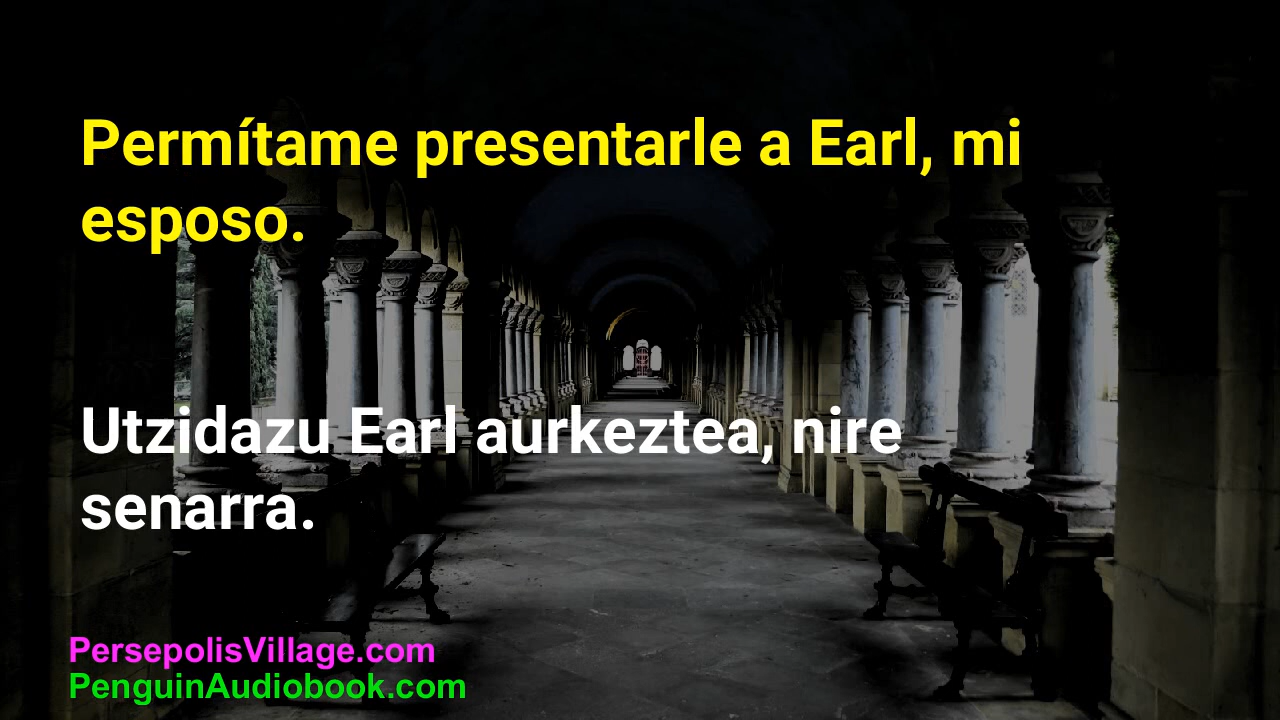 Permítame presentarle a Earl, mi
esposo.
Utzidazu Earl aurkeztea, nire
senarra.
PersepolisVillage.com
PenguinAudiobook.com